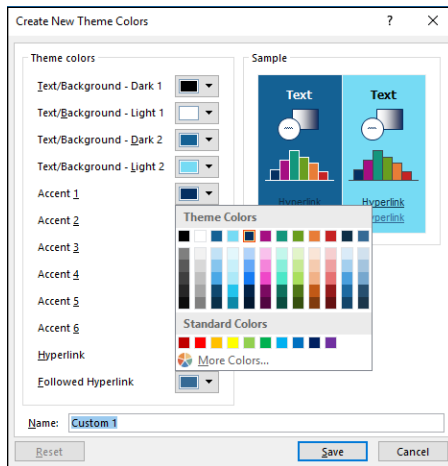 Create New Theme Colors
?
Theme colors
Sample
Text/Background - Dark 1
Text/Background - Light 1
Text/Background - Dark 2
Text/Background - Light 2
Accent 1
Accent 2
Accent 3
Accent 4
Accent 5
Accent 6
Hyperlink
Followed Hyperlink
Text Text
Hyperlink Hyperlink
Hyperlink
Theme Colors
Standard Colors
More Colors...
Name: Custom 1
Reset Save Cancel